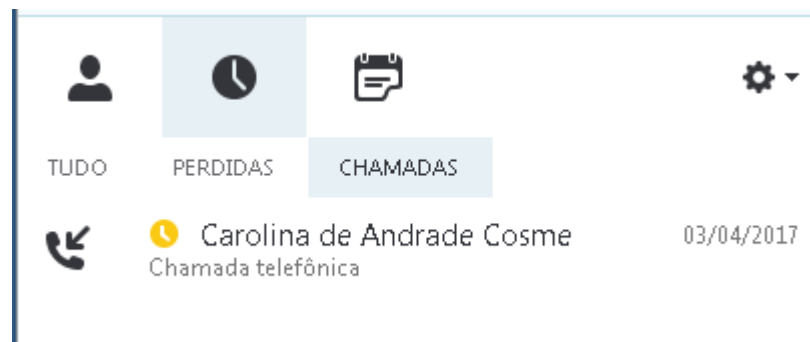 TUDO PERDIDAS CHAMADAS
Carolina de Andrade Cosme 03/04/2017
Chamada telefônica